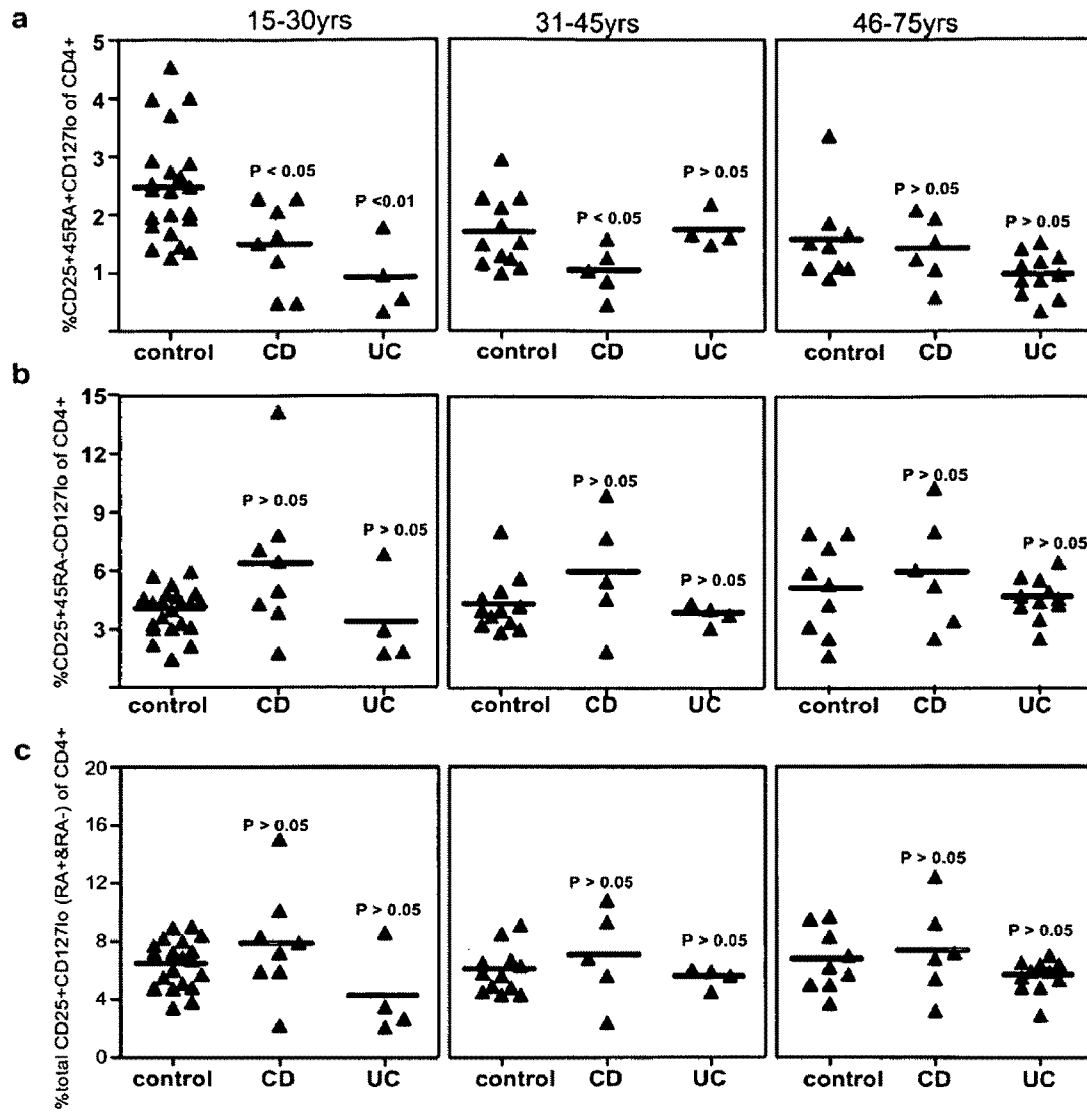 a
15-30yrs 31-45yrs 46-75yrs
%CD25+45RA+CD127lo of CD4+
5
4
3
2
1
P < 0.05
P <0.01
P < 0.05
P > 0.05
P > 0.05
P > 0.05
control CD UC control CD UC control CD UC
b
%CD25+45RA-CD127lo of CD4+
15
12
9
6
3
P > 0.05
P > 0.05
P > 0.05
P > 0.05
P > 0.05
P > 0.05
control CD UC control CD UC control CD UC
c
%total CD25+CD127lo (RA+&RA-) of CD4+
20
16
12
8
4
0
P > 0.05
P > 0.05
P > 0.05
P > 0.05
P > 0.05
P > 0.05
control CD UC control CD UC control CD UC